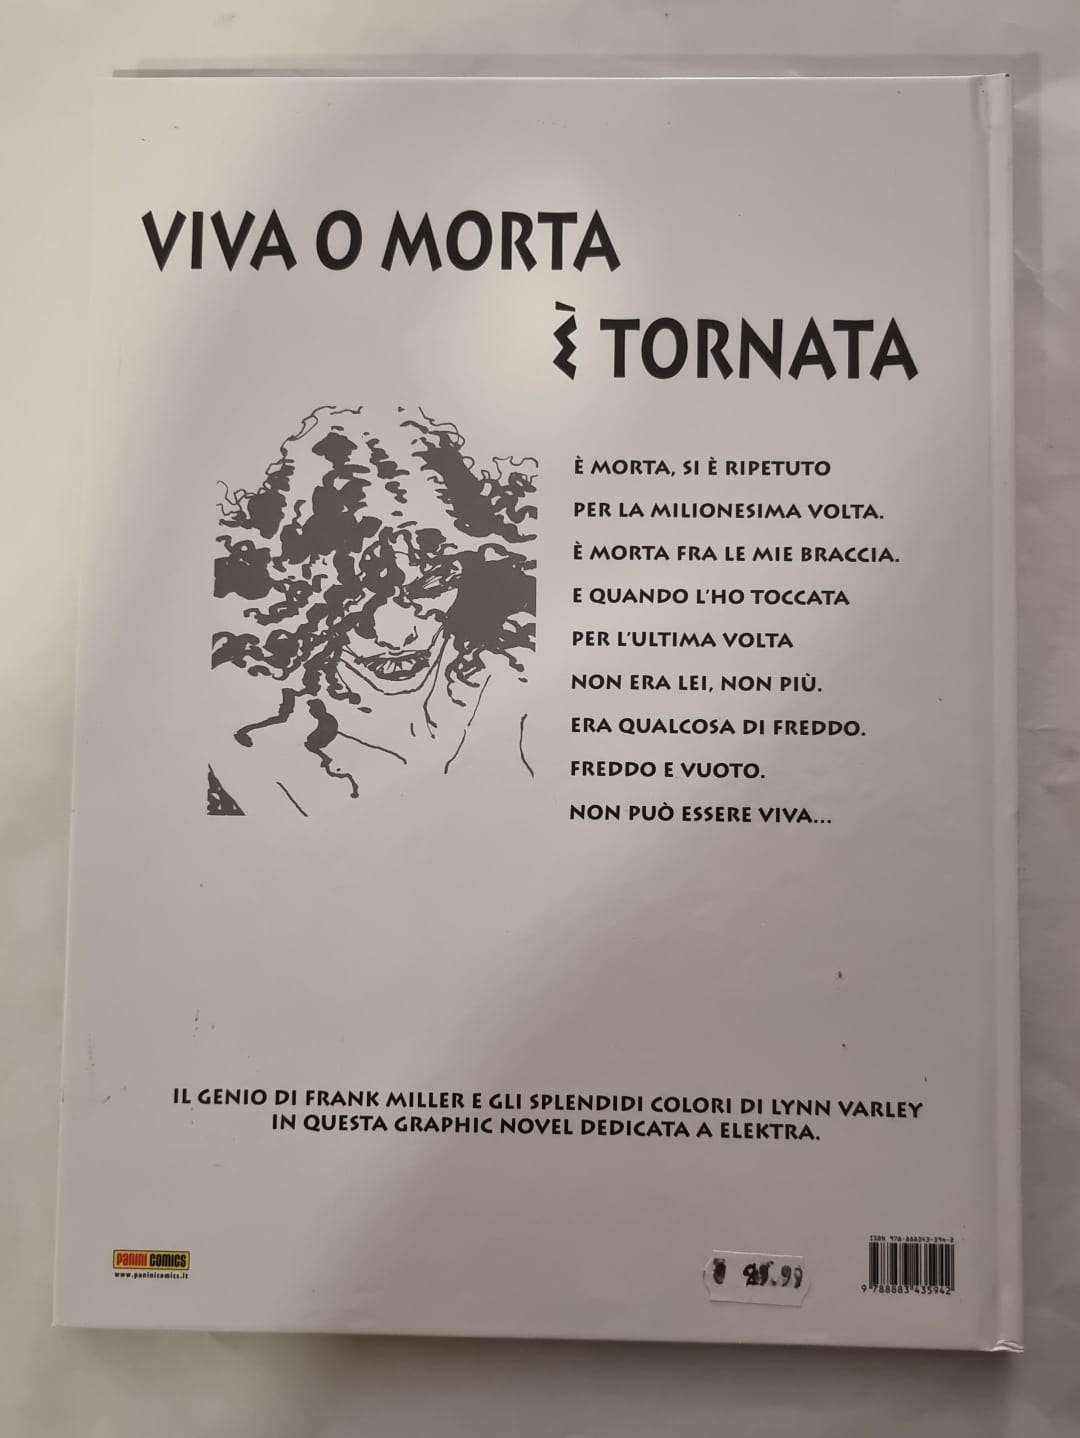 VIVA O MORTA
È TORNATA
È MORTA, SI È RIPETUTO
PER LA MILIONESIMA VOLTA.
È MORTA FRA LE MIE BRACCIA.
E QUANDO L'HO TOCCATA
PER L'ULTIMA VOLTA
NON ERA LEI, NON PIÙ.
ERA QUALCOSA DI FREDDO.
FREDDO E VUOTO.
NON PUÒ ESSERE VIVA...
IL GENIO DI FRANK MILLER E GLI SPLENDIDI COLORI DI LYNN VARLEY
IN QUESTA GRAPHIC NOVEL DEDICATA A ELEKTRA.
PANINI COMICS
www.paninicomics.it
ISBN
9 788883 435942